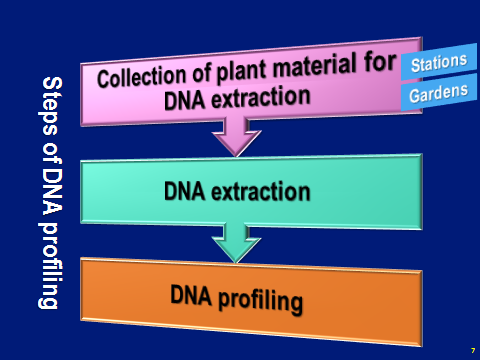 Steps of DNA profiling
Collection of plant material for
DNA extraction
Stations
Gardens
DNA extraction
DNA profiling
7